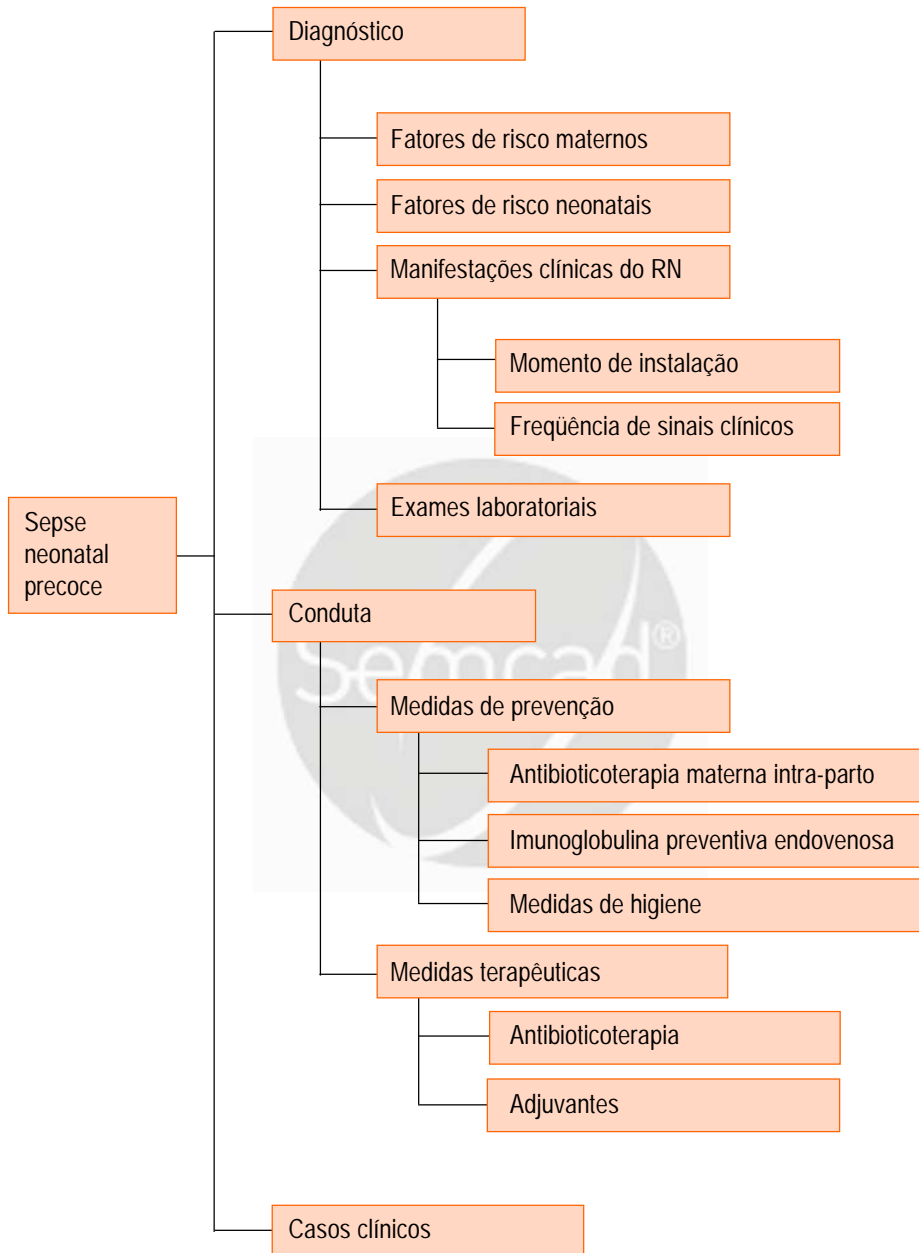 Diagnóstico
Fatores de risco maternos
Fatores de risco neonatais
Manifestações clínicas do RN
Momento de instalação
Freqüência de sinais clínicos
Exames laboratoriais
Sepse
neonatal
precoce
Conduta
Semcad®
Medidas de prevenção
Antibioticoterapia materna intra-parto
Imunoglobulina preventiva endovenosa
Medidas de higiene
Medidas terapêuticas
Antibioticoterapia
Adjuvantes
Casos clínicos